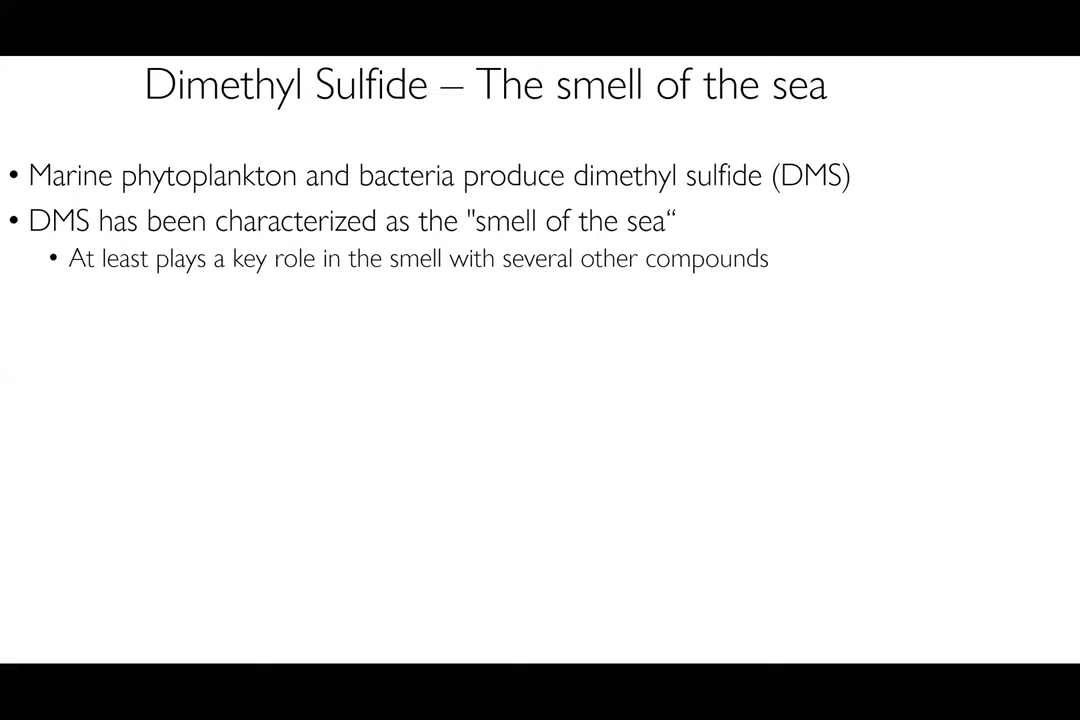 Dimethyl Sulfide – The smell of the sea
• Marine phytoplankton and bacteria produce dimethyl sulfide (DMS)
• DMS has been characterized as the "smell of the sea“
• At least plays a key role in the smell with several other compounds